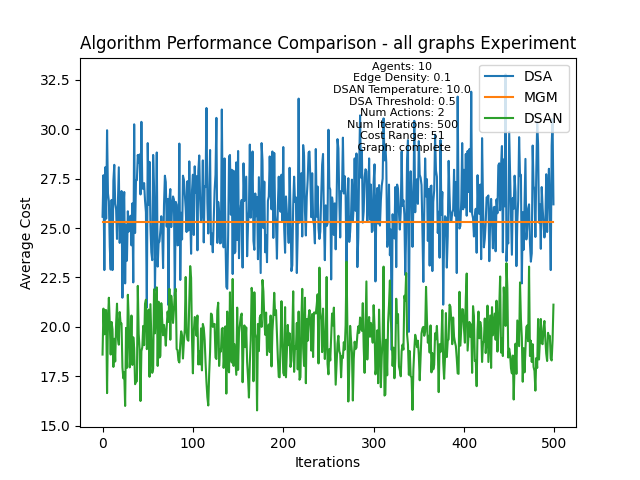 Algorithm Performance Comparison - all graphs Experiment
Agents: 10
Edge Density: 0.1
DSAN Temperature: 10.0
DSA Threshold: 0.5
Num Actions: 2
Num Iterations: 500
Cost Range: 51
Graph: complete
DSA
MGM
DSAN
Average Cost
32.5
30.0
27.5
25.0
22.5
20.0
17.5
15.0
0
100
200
300
400
500
Iterations